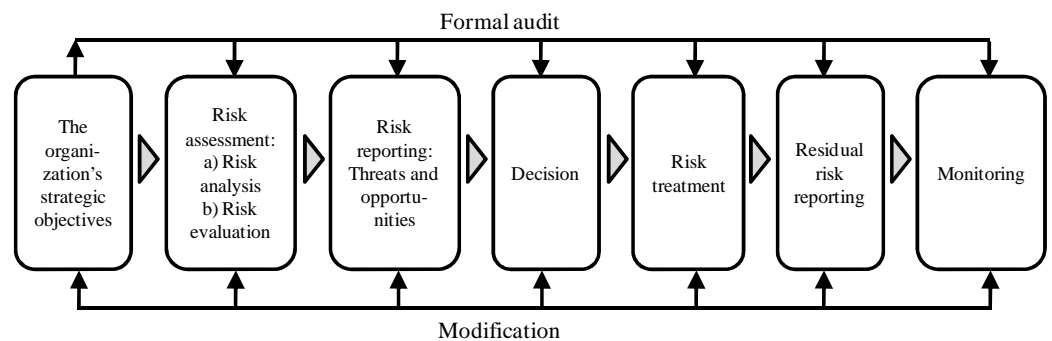 Formal audit
The
organi-
zation’s
strategic
objectives
Risk
assessment:
a) Risk
analysis
b) Risk
evaluation
Risk
reporting:
Threats and
opportu-
nities
Decision
Risk
treatment
Residual
risk
reporting
Monitoring
Modification